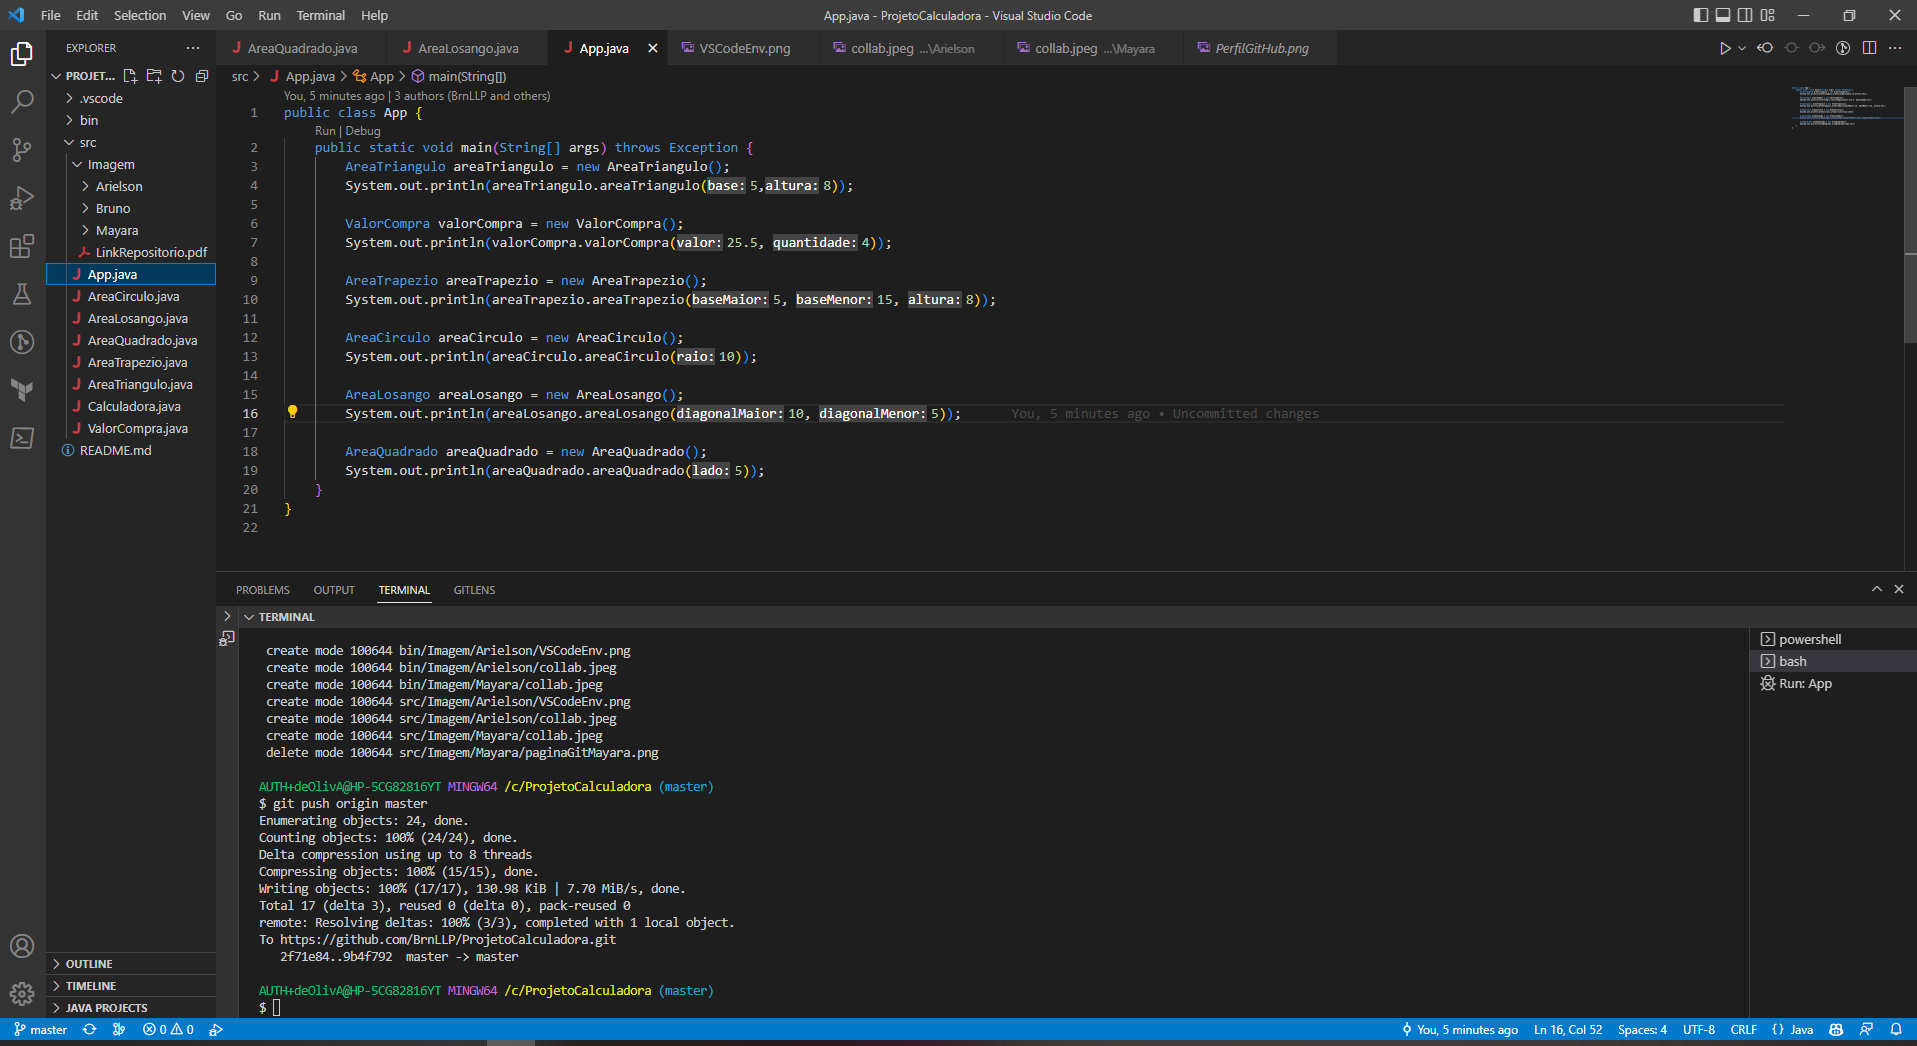 File Edit Selection View Go Run Terminal Help
App.java - ProjetoCalculadora - Visual Studio Code
EXPLORER
PROJET...
.vscode
bin
src
Imagem
Arielson
Bruno
Mayara
LinkRepositorio.pdf
App.java
AreaCirculo.java
AreaLosango.java
AreaQuadrado.java
AreaTrapezio.java
AreaTriangulo.java
Calculadora.java
ValorCompra.java
README.md
OUTLINE
TIMELINE
JAVA PROJECTS
AreaQuadrado.java AreaLosango.java App.java VSCodeEnv.png collab.jpeg ...\Arielson collab.jpeg ...\Mayara PerfilGitHub.png
src > App.java > App > main(String[])
You, 5 minutes ago | 3 authors (BrnLLP and others)
1 public class App {
Run | Debug
2 public static void main(String[] args) throws Exception {
3 AreaTriangulo areaTriangulo = new AreaTriangulo();
4 System.out.println(areaTriangulo.areaTriangulo(base: 5,altura: 8));
5
6 ValorCompra valorCompra = new ValorCompra();
7 System.out.println(valorCompra.valorCompra(valor: 25.5, quantidade: 4));
8
9 AreaTrapezio areaTrapezio = new AreaTrapezio();
10 System.out.println(areaTrapezio.areaTrapezio(baseMaior: 5, baseMenor: 15, altura: 8));
11
12 AreaCirculo areaCirculo = new AreaCirculo();
13 System.out.println(areaCirculo.areaCirculo(raio: 10));
14
15 AreaLosango areaLosango = new AreaLosango();
16 System.out.println(areaLosango.areaLosango(diagonalMaior: 10, diagonalMenor: 5)); You, 5 minutes ago • Uncommitted changes
17
18 AreaQuadrado areaQuadrado = new AreaQuadrado();
19 System.out.println(areaQuadrado.areaQuadrado(lado: 5));
20 }
21 }
22
PROBLEMS OUTPUT TERMINAL GITLENS
TERMINAL
create mode 100644 bin/Imagem/Arielson/VSCodeEnv.png
create mode 100644 bin/Imagem/Arielson/collab.jpeg
create mode 100644 bin/Imagem/Mayara/collab.jpeg
create mode 100644 src/Imagem/Arielson/VSCodeEnv.png
create mode 100644 src/Imagem/Arielson/collab.jpeg
create mode 100644 src/Imagem/Mayara/collab.jpeg
delete mode 100644 src/Imagem/Mayara/paginaGitMayara.png
AUTH+deOlivA@HP-5CG82816YT MINGW64 /c/ProjetoCalculadora (master)
$ git push origin master
Enumerating objects: 24, done.
Counting objects: 100% (24/24), done.
Delta compression using up to 8 threads
Compressing objects: 100% (15/15), done.
Writing objects: 100% (17/17), 130.98 KiB | 7.70 MiB/s, done.
Total 17 (delta 3), reused 0 (delta 0), pack-reused 0
remote: Resolving deltas: 100% (3/3), completed with 1 local object.
To https://github.com/BrnLLP/ProjetoCalculadora.git
2f71e84..9b4f792 master -> master
AUTH+deOlivA@HP-5CG82816YT MINGW64 /c/ProjetoCalculadora (master)
$
powershell
bash
Run: App
master 0 0 You, 5 minutes ago Ln 16, Col 52 Spaces: 4 UTF-8 CRLF {} Java